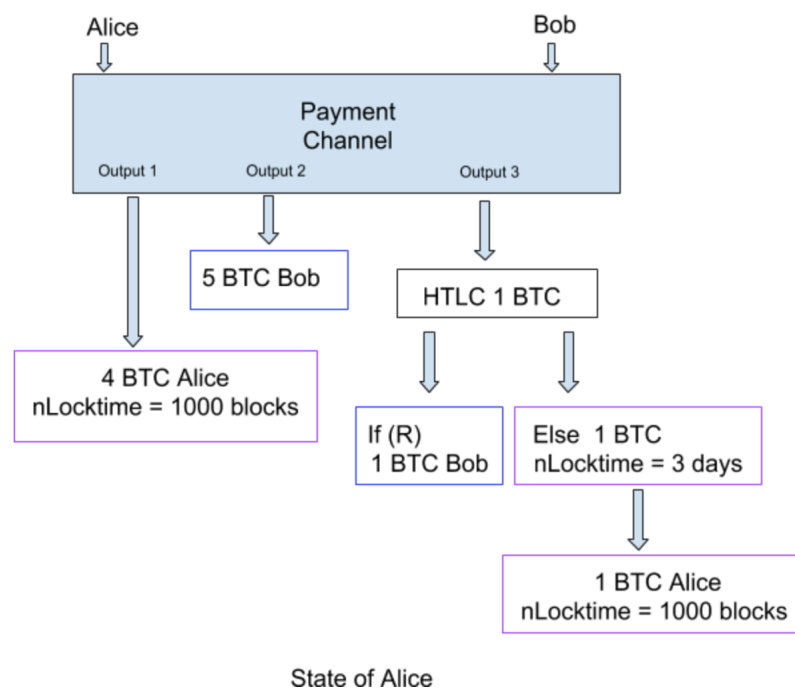 Alice
Bob
Payment
Channel
Output 1
Output 2
Output 3
5 BTC Bob
HTLC 1 BTC
4 BTC Alice
nLocktime = 1000 blocks
If (R)
1 BTC Bob
Else 1 BTC
nLocktime = 3 days
1 BTC Alice
nLocktime = 1000 blocks
State of Alice